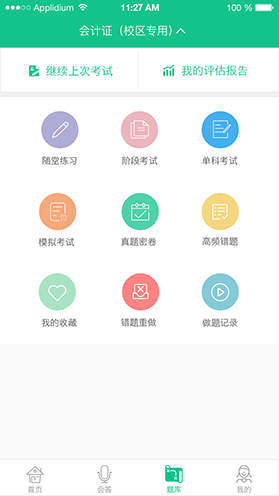 Applidium 11:27 AM 100%
会计证（校区专用）
继续上次考试 我的评估报告
随堂练习 阶段考试 单科考试
模拟考试 真题密卷 高频错题
我的收藏 错题重做 做题记录
首页 会答 题库 我的